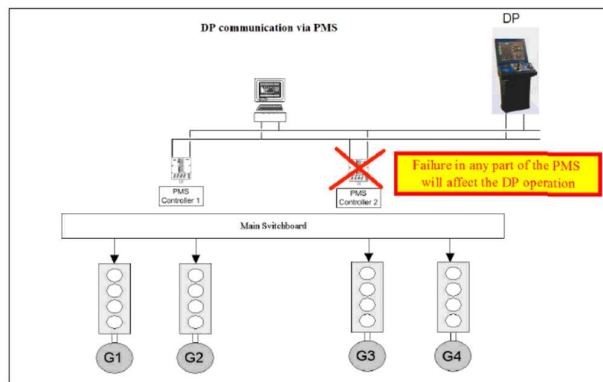 DP communication via PMS
DP
Failure in any part of the PMS
will affect the DP operation
PMS
Controller 1
PMS
Controller 2
Main Switchboard
G1
G2
G3
G4